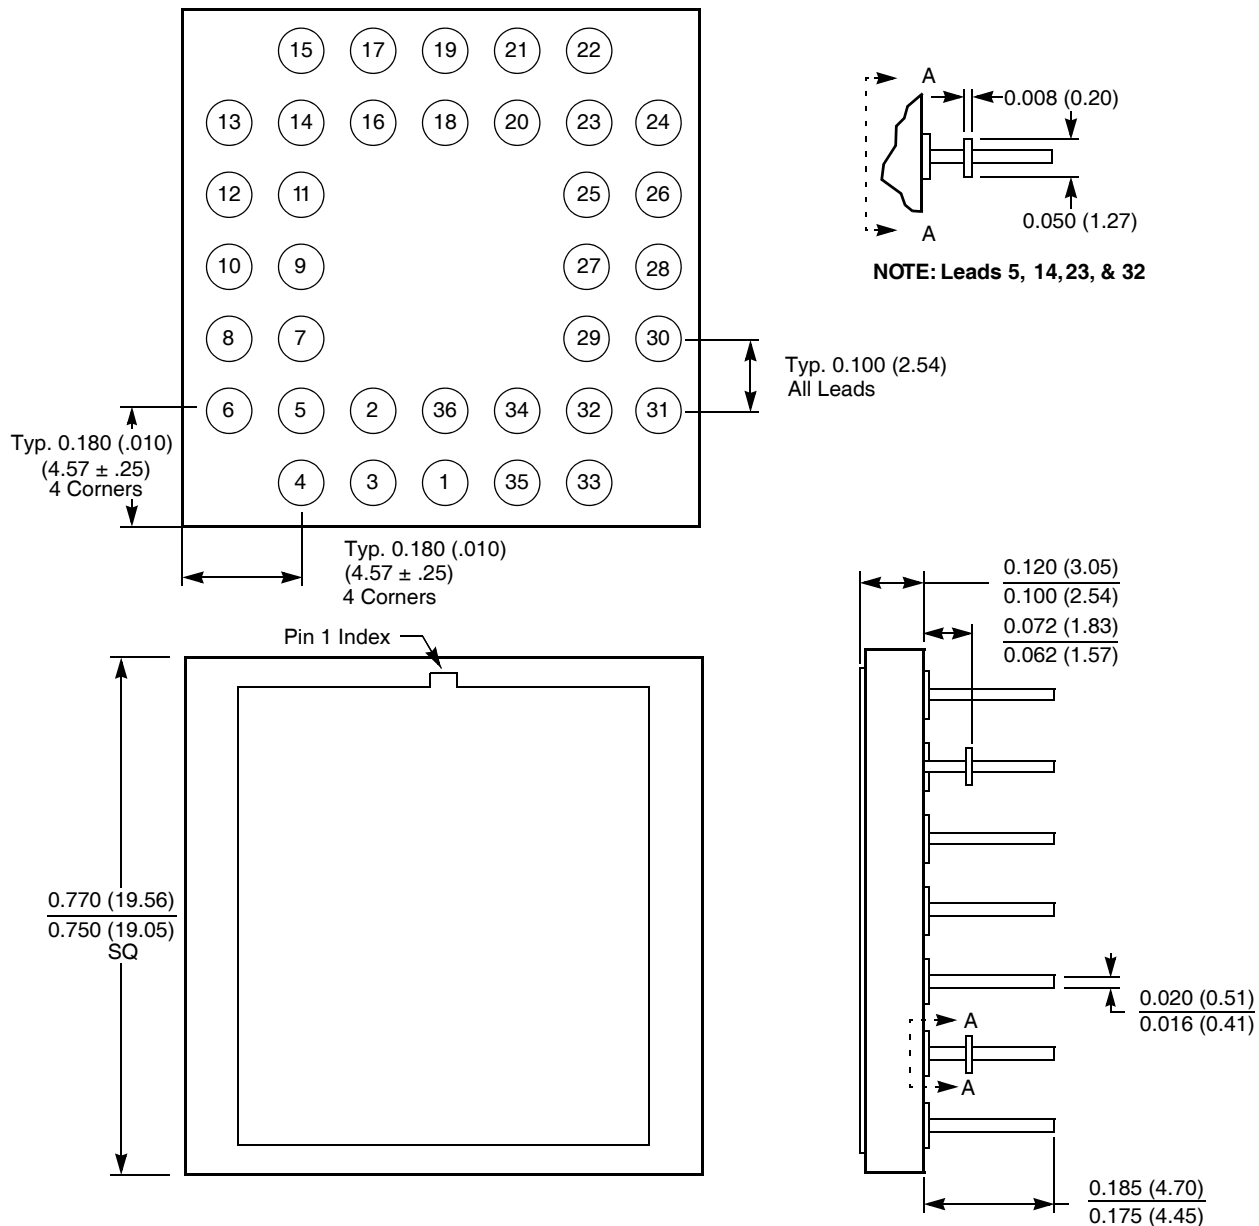 15 17 19 21 22
13 14 16 18 20 23 24
12 11 25 26
10 9 27 28
8 7 29 30
6 5 2 36 34 32 31
4 3 1 35 33
Typ. 0.180 (.010)
(4.57 ± .25)
4 Corners
Typ. 0.180 (.010)
(4.57 ± .25)
4 Corners
Typ. 0.100 (2.54)
All Leads
A
0.008 (0.20)
0.050 (1.27)
A
NOTE: Leads 5, 14, 23, & 32
Pin 1 Index
0.770 (19.56)
0.750 (19.05)
SQ
0.120 (3.05)
0.100 (2.54)
0.072 (1.83)
0.062 (1.57)
0.020 (0.51)
0.016 (0.41)
A
A
0.185 (4.70)
0.175 (4.45)